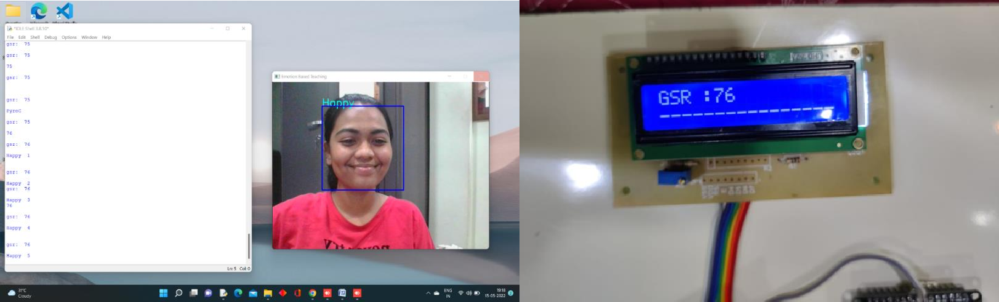 *IDLE Shell 3.8.10*
File Edit Shell Debug Options Window Help
gsr: 75
gsr: 75
75
gsr: 75
gsr: 75
PyreC
gsr: 75
76
gsr: 76
Happy 1
gsr: 76
Happy 2
gsr: 76
Happy 3
76
gsr: 76
Happy 4
gsr: 76
Happy 5
Ln: 5 Col: 0
Emotion Based Teaching
Happy
31°C
Cloudy
ENG
IN
19:18
15-05-2022
GSR :76